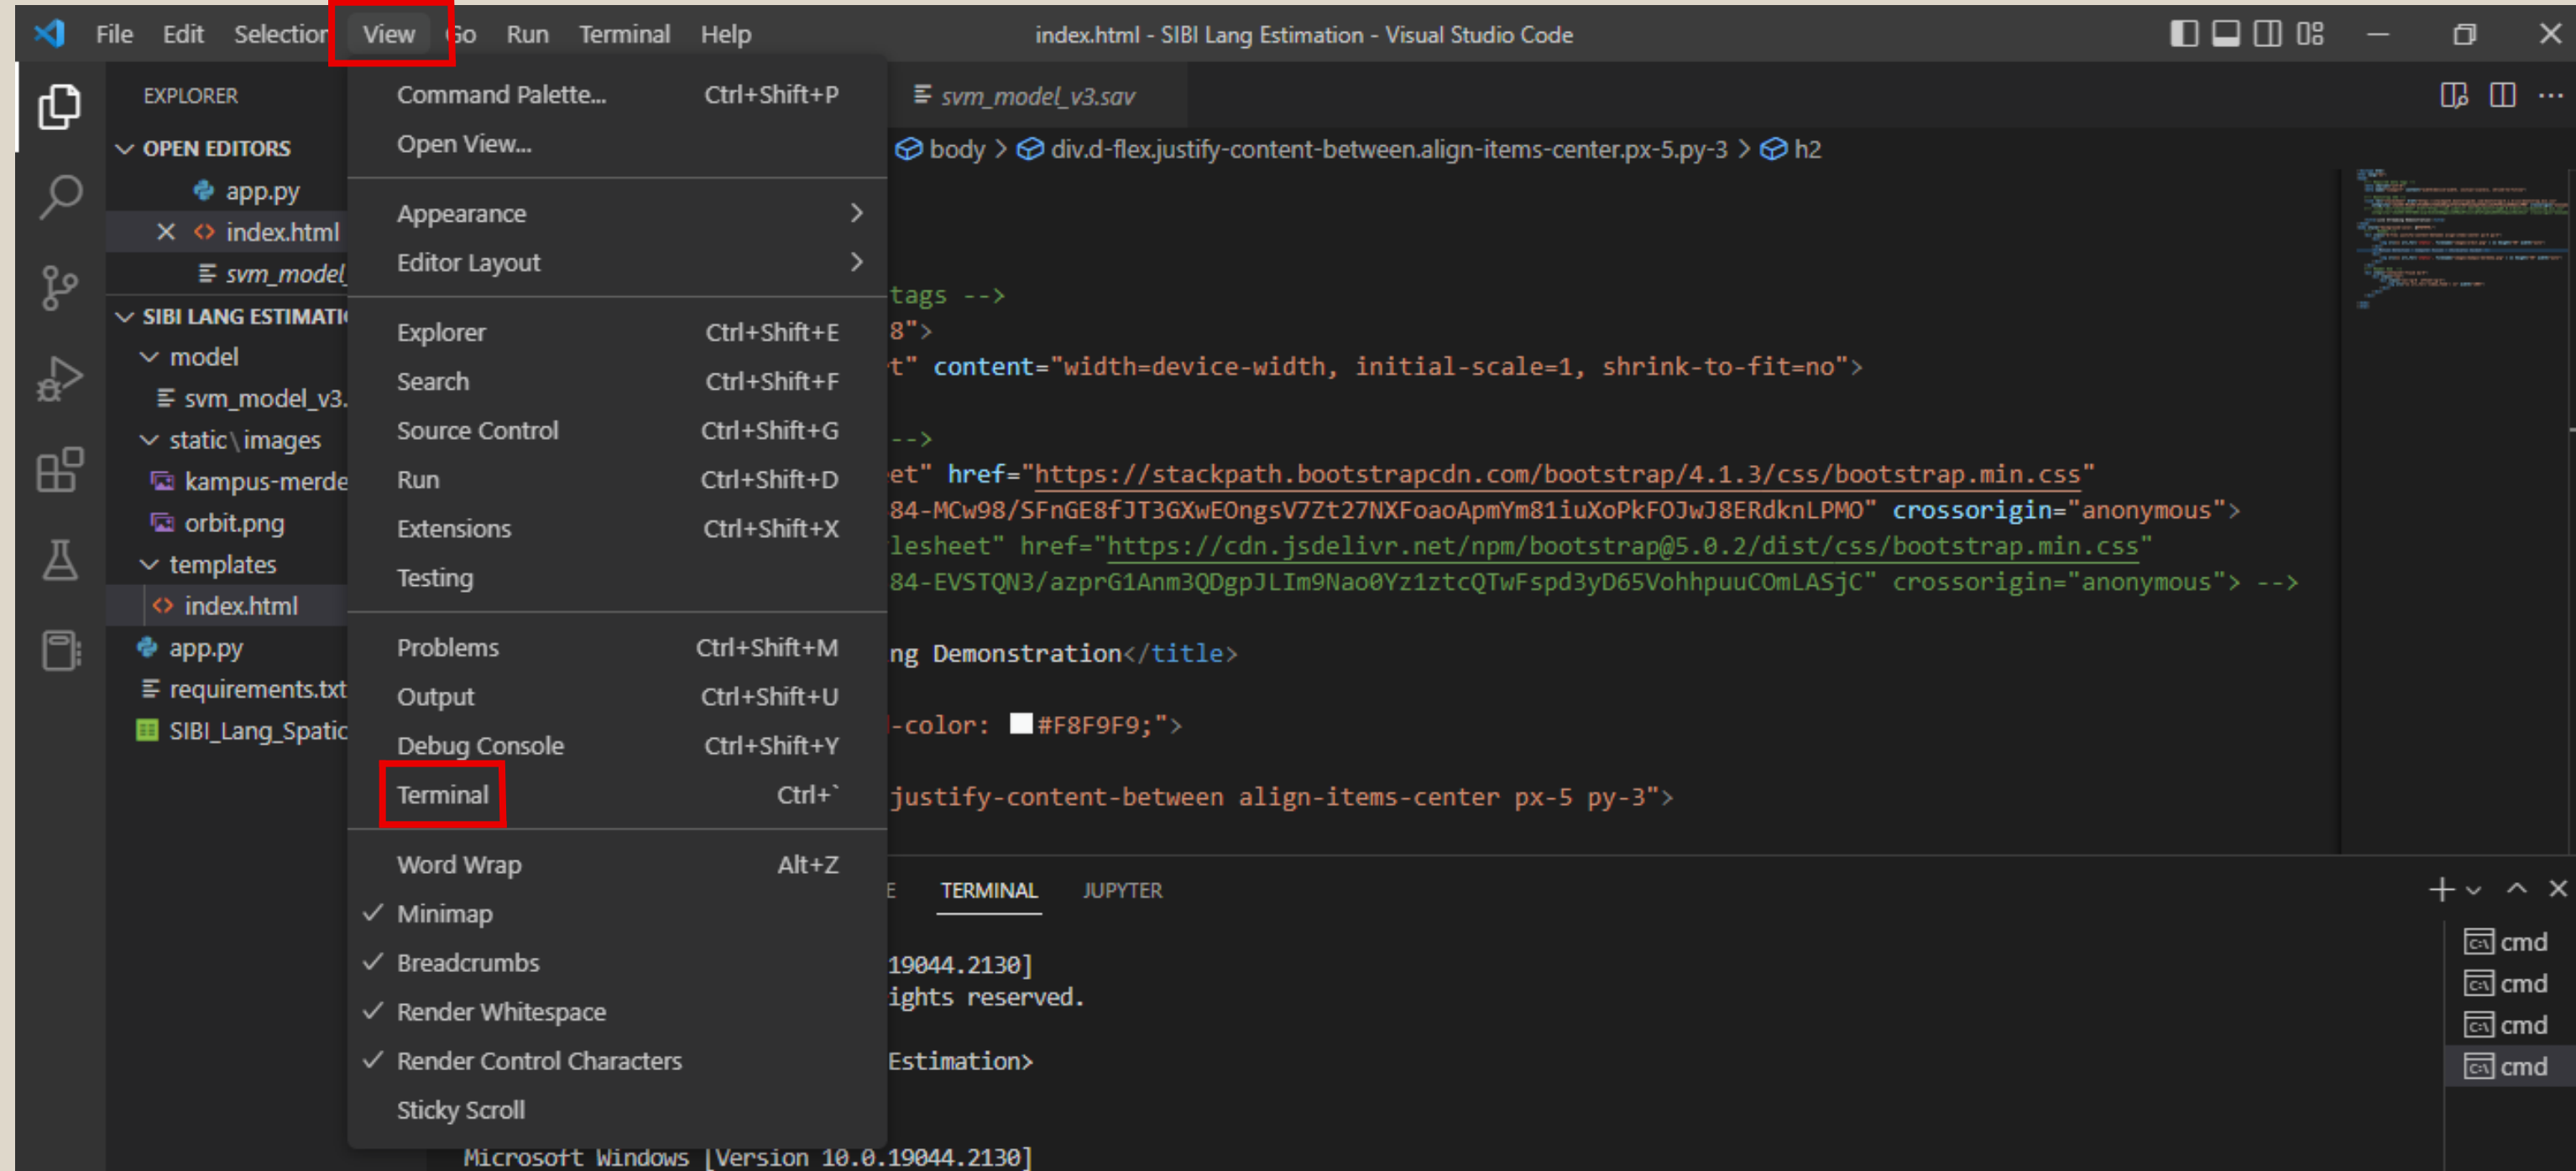 File Edit Selection View Go Run Terminal Help
index.html - SIBI Lang Estimation - Visual Studio Code
EXPLORER
OPEN EDITORS
app.py
index.html
svm_model_
SIBI LANG ESTIMATI
model
svm_model_v3.
static\images
kampus-merde
orbit.png
templates
index.html
app.py
requirements.txt
SIBI_Lang_Spatic
Command Palette... Ctrl+Shift+P
Open View...
Appearance
Editor Layout
Explorer Ctrl+Shift+E
Search Ctrl+Shift+F
Source Control Ctrl+Shift+G
Run Ctrl+Shift+D
Extensions Ctrl+Shift+X
Testing
Problems Ctrl+Shift+M
Output Ctrl+Shift+U
Debug Console Ctrl+Shift+Y
Terminal Ctrl+`
Word Wrap Alt+Z
Minimap
Breadcrumbs
Render Whitespace
Render Control Characters
Sticky Scroll
svm_model_v3.sav
body > div.d-flex.justify-content-between.align-items-center.px-5.py-3 > h2
tags -->
8">
t" content="width=device-width, initial-scale=1, shrink-to-fit=no">
-->
et" href="https://stackpath.bootstrapcdn.com/bootstrap/4.1.3/css/bootstrap.min.css"
84-MCw98/SFnGE8fJT3GXwEOngsV7Zt27NXFoaoApmYm81iuXoPkFOJwJ8ERdknLPMO" crossorigin="anonymous">
lesheet" href="https://cdn.jsdelivr.net/npm/bootstrap@5.0.2/dist/css/bootstrap.min.css"
84-EVSTQN3/azprG1Anm3QDgpJLIm9Nao0Yz1ztcQTwFspd3yD65VohhpuuCOmLASjC" crossorigin="anonymous"> -->
ng Demonstration</title>
-color: #F8F9F9;">
justify-content-between align-items-center px-5 py-3">
E TERMINAL JUPYTER
19044.2130]
ights reserved.
Estimation>
Microsoft Windows [Version 10.0.19044.2130]
cmd
cmd
cmd
cmd